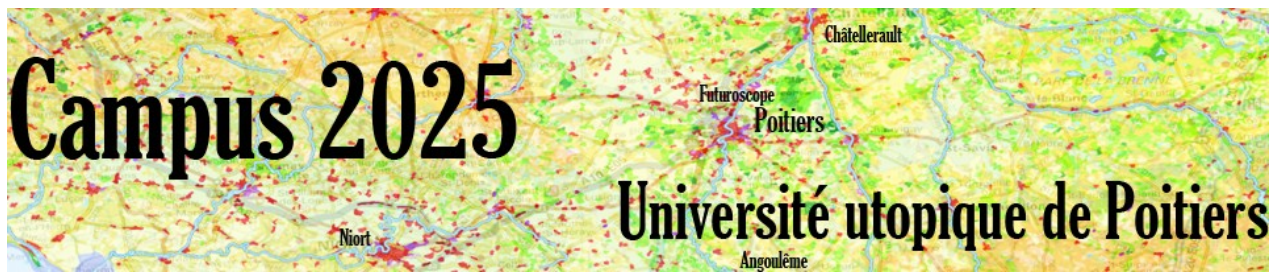 Châtellerault
Campus 2025
Futuroscope
Poitiers
Université utopique de Poitiers
Niort
Angoulême